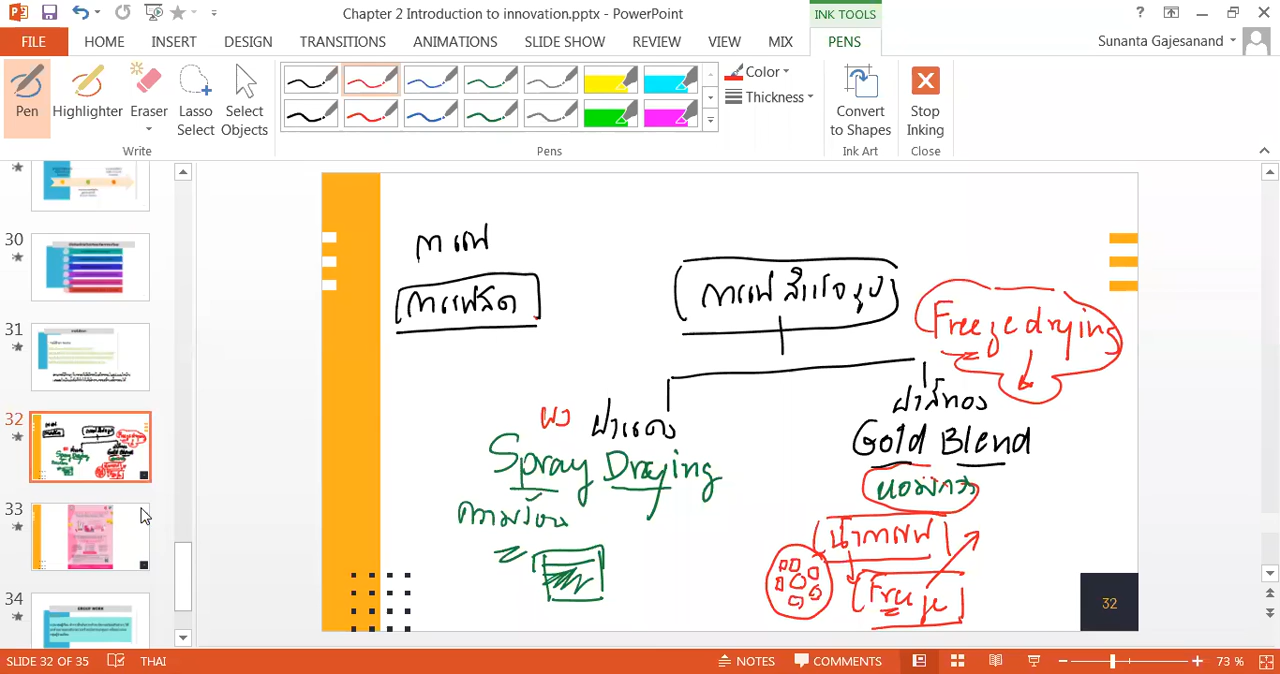 Chapter 2 Introduction to innovation.pptx - PowerPoint
INK TOOLS
FILE HOME INSERT DESIGN TRANSITIONS ANIMATIONS SLIDE SHOW REVIEW VIEW MIX PENS
Sunanta Gajesanand
Pen
Highlighter
Eraser
Lasso Select
Select Objects
Color
Thickness
Convert to Shapes
Stop Inking
Write
Pens
Ink Art
Close
30
31
32
33
34
กาแฟ
กาแฟสด
กาแฟสำเร็จรูป
Freeze drying
ผง
ฝาแดง
ฝาสีทอง
Spray Draying
Gold Blend
ความร้อน
หอมกว่า
น้ำกาแฟ
Freeze
32
SLIDE 32 OF 35
THAI
NOTES
COMMENTS
73 %